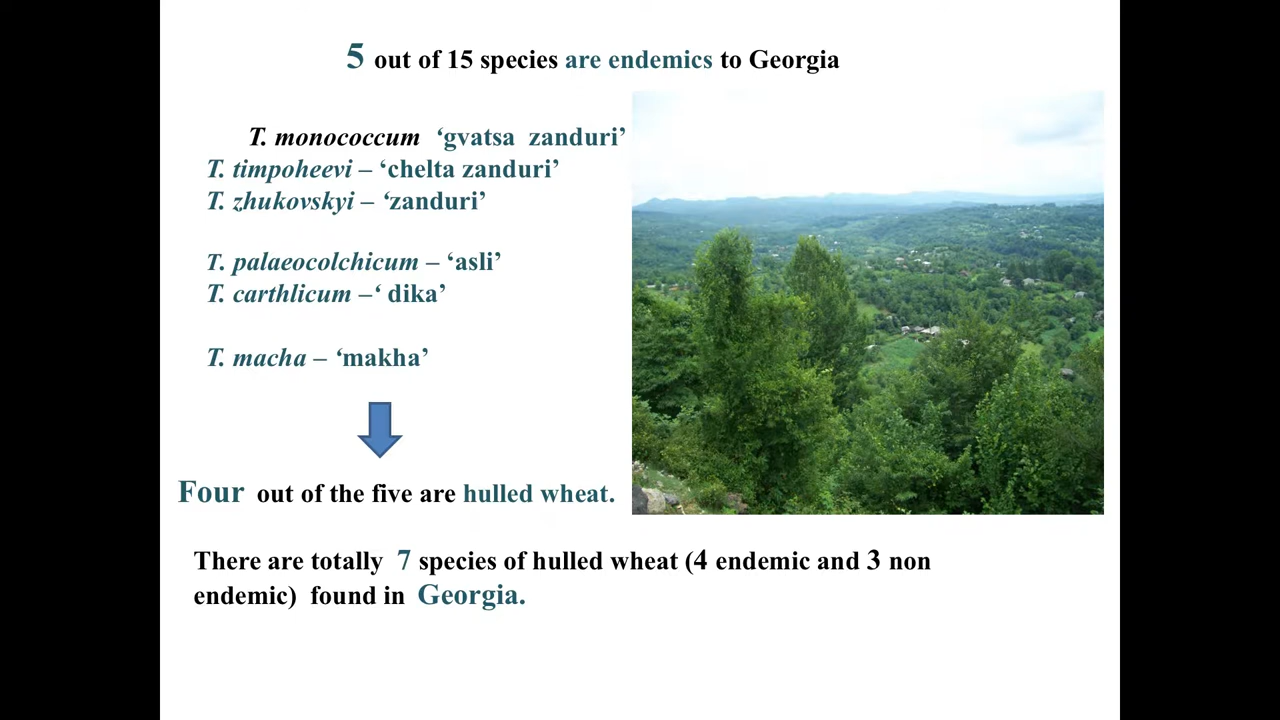 5 out of 15 species are endemics to Georgia
T. monococcum ‘gvatsa zanduri’
T. timpoheevi – ‘chelta zanduri’
T. zhukovskyi – ‘zanduri’
T. palaeocolchicum – ‘asli’
T. carthlicum –‘ dika’
T. macha – ‘makha’
Four out of the five are hulled wheat.
There are totally 7 species of hulled wheat (4 endemic and 3 non
endemic) found in Georgia.